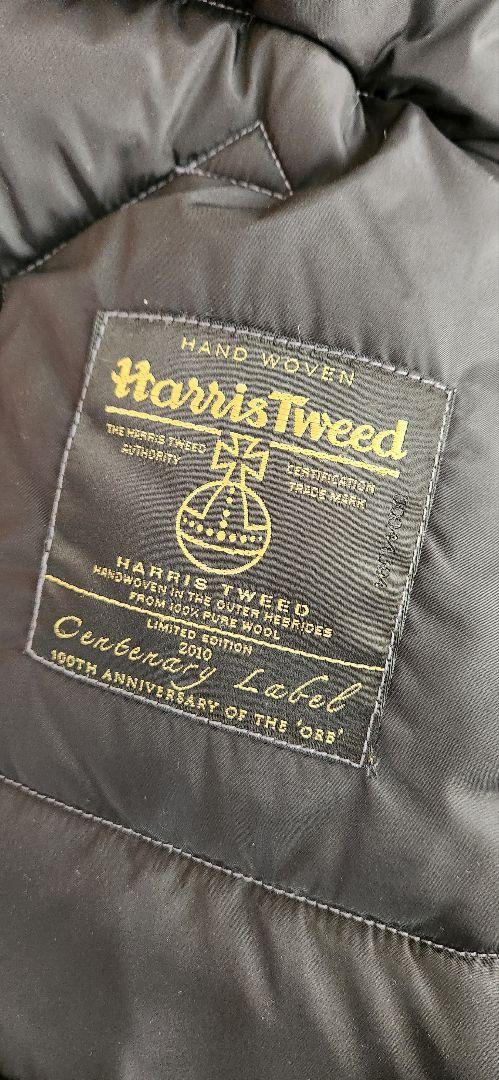 HAND WOVEN
Harris Tweed
THE HARRIS TWEED
AUTHORITY
CERTIFICATION
TRADE MARK
HARRIS TWEED
HANDWOVEN IN THE OUTER HEBRIDES
FROM 100% PURE WOOL
LIMITED EDITION
2010
Centenary Label
100TH ANNIVERSARY OF THE 'ORB'